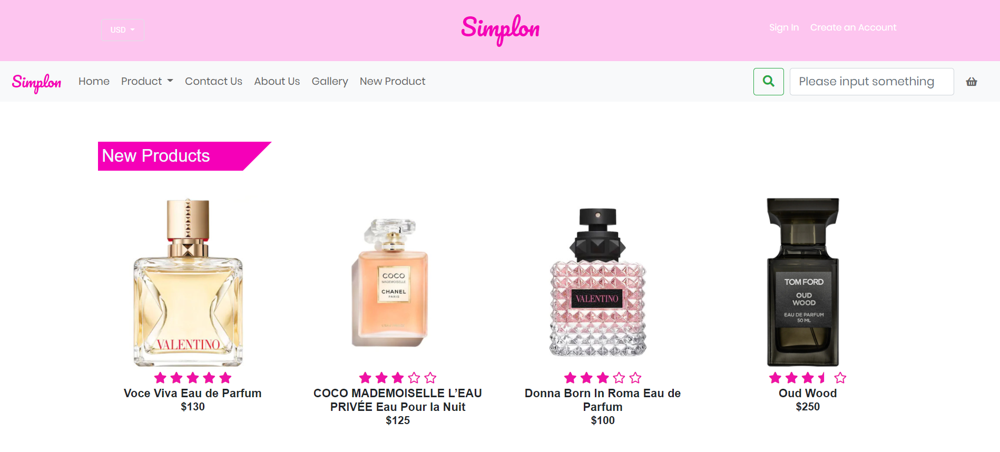 USD
Simplon
Sign In Create an Account
Simplon Home Product Contact Us About Us Gallery New Product Please input something
New Products
VALENTINO
COCO
MADEMOISELLE
CHANEL
PARIS
VALENTINO
TOM FORD
OUD
WOOD
EAU DE PARFUM
50 ML
Voce Viva Eau de Parfum
$130
COCO MADEMOISELLE L’EAU
PRIVÉE Eau Pour la Nuit
$125
Donna Born In Roma Eau de
Parfum
$100
Oud Wood
$250